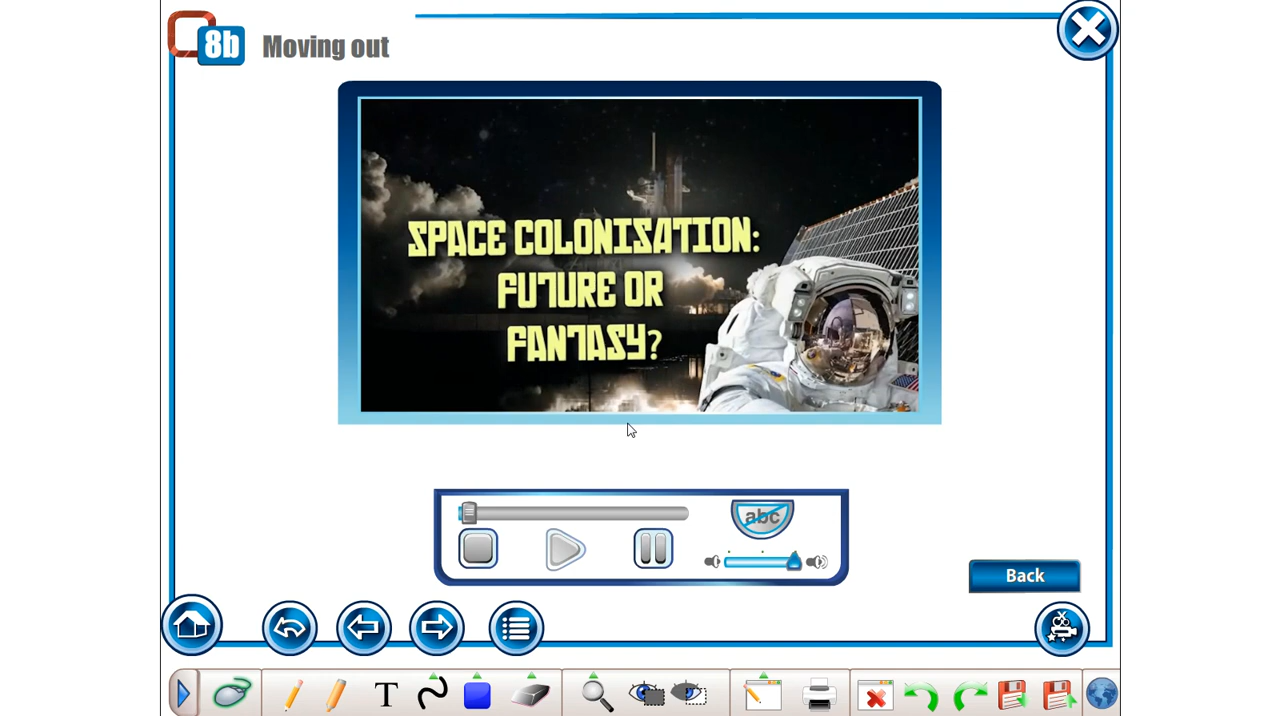 8b Moving out
SPACE COLONISATION:
FUTURE OR
FANTASY?
abc
Back
T